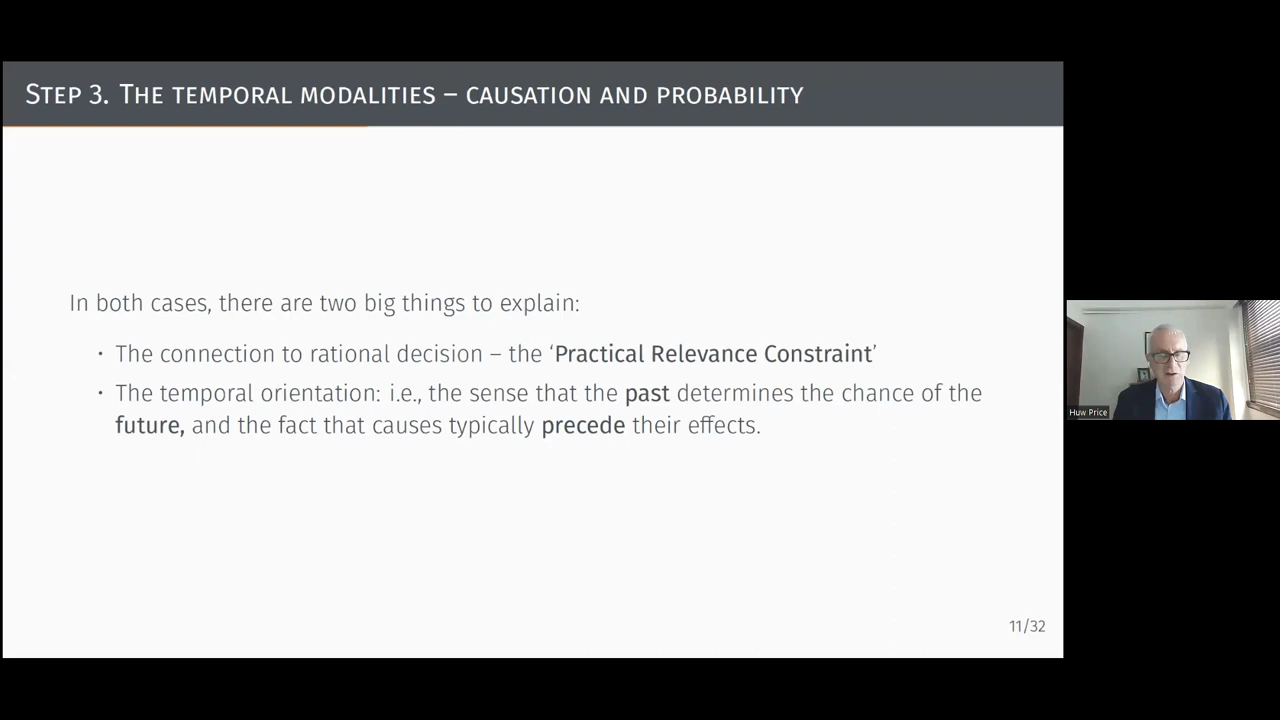 STEP 3. THE TEMPORAL MODALITIES – CAUSATION AND PROBABILITY
In both cases, there are two big things to explain:
• The connection to rational decision – the ‘Practical Relevance Constraint’
• The temporal orientation: i.e., the sense that the past determines the chance of the
future, and the fact that causes typically precede their effects.
Huw Price
11/32